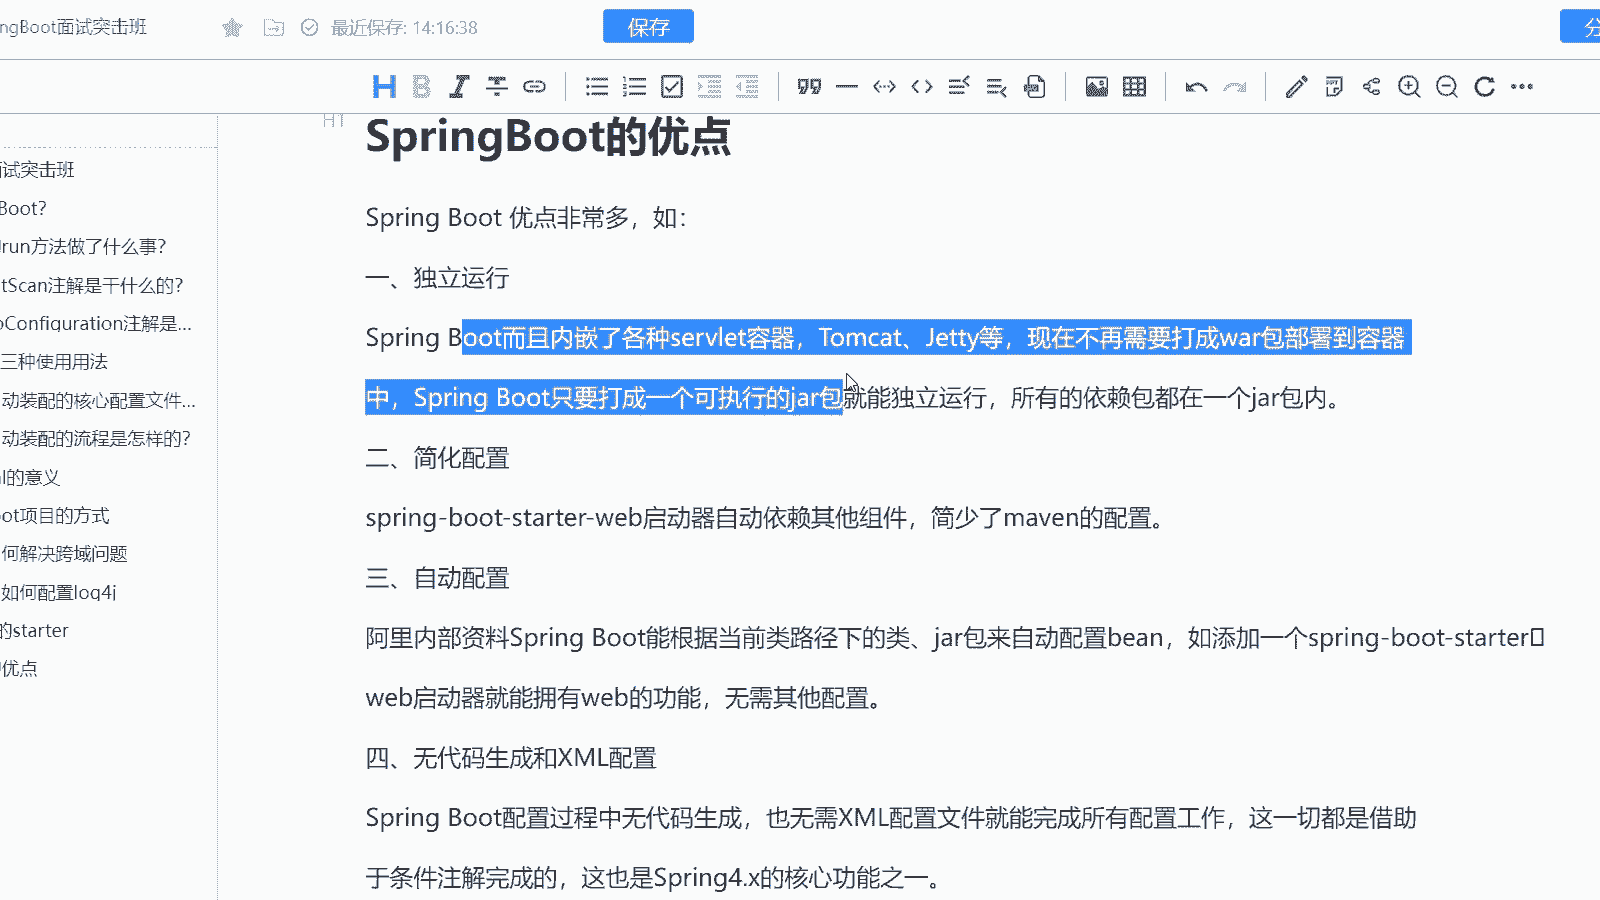 ngBoot面试突击班
最近保存: 14:16:38
保存
分
H1
SpringBoot的优点
面试突击班
Boot?
run方法做了什么事?
tScan注解是干什么的?
oConfiguration注解是...
三种使用用法
动装配的核心配置文件...
动装配的流程是怎样的?
的意义
ot项目的方式
何解决跨域问题
如何配置log4j
的starter
优点
Spring Boot 优点非常多，如：
一、独立运行
Spring Boot而且内嵌了各种servlet容器，Tomcat、Jetty等，现在不再需要打成war包部署到容器
中，Spring Boot只要打成一个可执行的jar包就能独立运行，所有的依赖包都在一个jar包内。
二、简化配置
spring-boot-starter-web启动器自动依赖其他组件，简少了maven的配置。
三、自动配置
阿里内部资料Spring Boot能根据当前类路径下的类、jar包来自动配置bean，如添加一个spring-boot-starter
web启动器就能拥有web的功能，无需其他配置。
四、无代码生成和XML配置
Spring Boot配置过程中无代码生成，也无需XML配置文件就能完成所有配置工作，这一切都是借助
于条件注解完成的，这也是Spring4.x的核心功能之一。